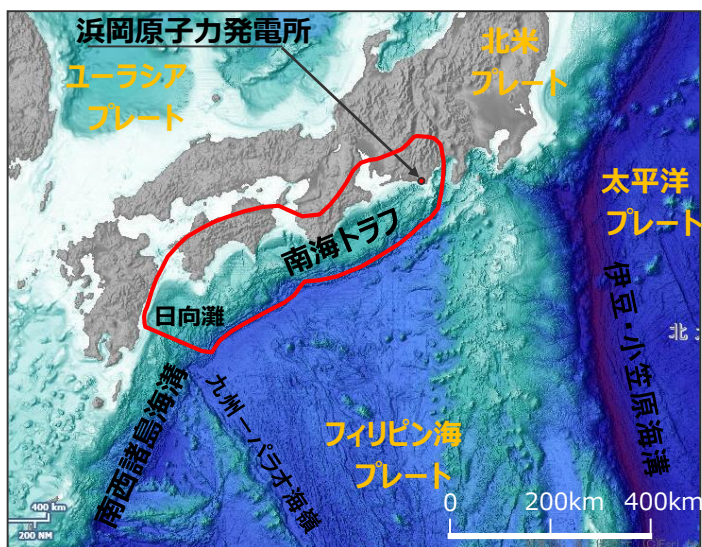 浜岡原子力発電所
ユーラシア
プレート
北米
プレート
太平洋
プレート
南海トラフ
日向灘
伊豆・小笠原海溝
北
南西諸島海溝
九州ーパラオ海嶺
フィリピン海
プレート
0 200km 400km
400 km
200 NM